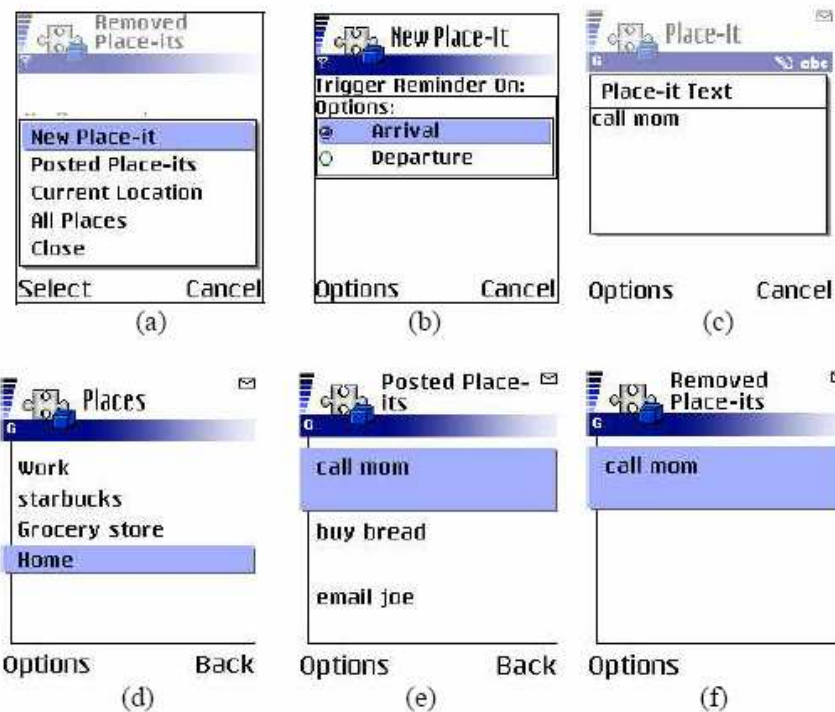 Removed
Place-its
New Place-it
Posted Place-its
Current Location
All Places
Close
Select Cancel
(a)
New Place-It
Trigger Reminder On:
Options:
Arrival
Departure
Options Cancel
(b)
Place-It
G abc
Place-it Text
call mom
Options Cancel
(c)
Places
G
Work
starbucks
Grocery store
Home
Options Back
(d)
Posted Place-
its
call mom
buy bread
email joe
Options Back
(e)
Removed
Place-its
G
call mom
Options
(f)